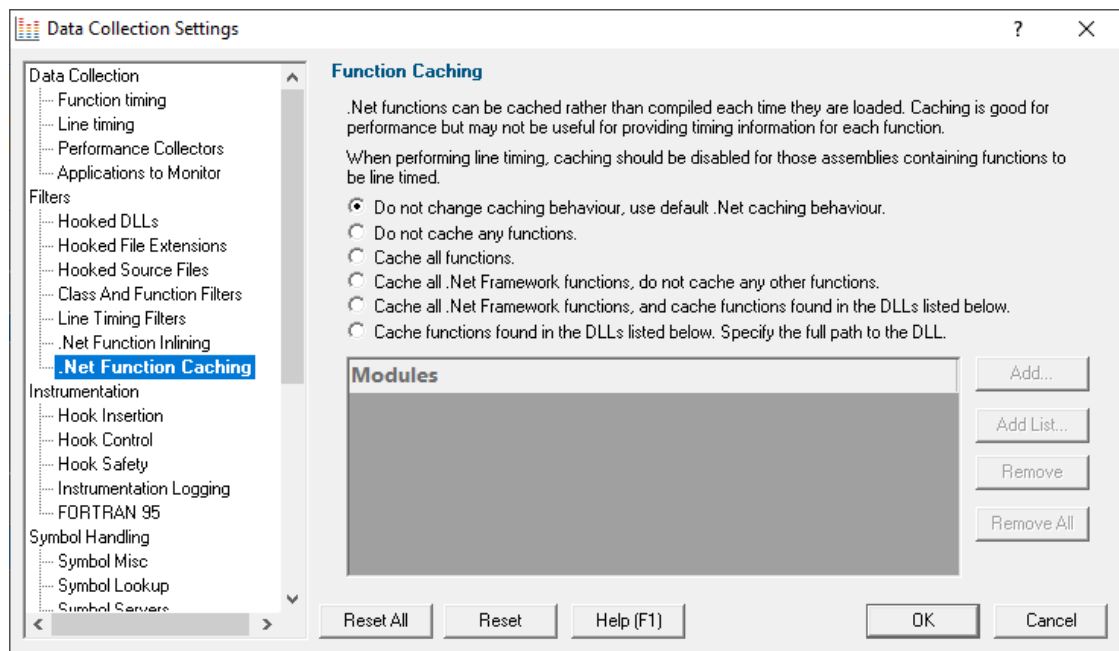 Data Collection Settings
?
Data Collection
Function timing
Line timing
Performance Collectors
Applications to Monitor
Filters
Hooked DLLs
Hooked File Extensions
Hooked Source Files
Class And Function Filters
Line Timing Filters
.Net Function Inlining
.Net Function Caching
Instrumentation
Hook Insertion
Hook Control
Hook Safety
Instrumentation Logging
FORTRAN 95
Symbol Handling
Symbol Misc
Symbol Lookup
Symbol Servers
Function Caching
.Net functions can be cached rather than compiled each time they are loaded. Caching is good for
performance but may not be useful for providing timing information for each function.
When performing line timing, caching should be disabled for those assemblies containing functions to
be line timed.
Do not change caching behaviour, use default .Net caching behaviour.
Do not cache any functions.
Cache all functions.
Cache all .Net Framework functions, do not cache any other functions.
Cache all .Net Framework functions, and cache functions found in the DLLs listed below.
Cache functions found in the DLLs listed below. Specify the full path to the DLL.
Modules
Add...
Add List...
Remove
Remove All
Reset All
Reset
Help (F1)
OK
Cancel